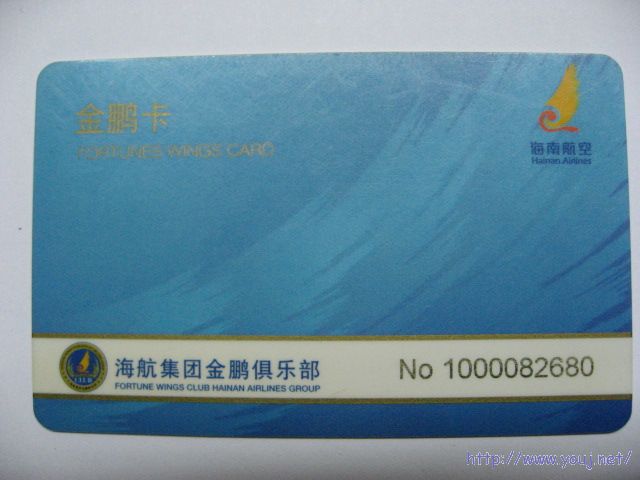 金鹏卡
FORTUNES WINGS CARD
海南航空
Hainan Airlines
海航集团金鹏俱乐部
FORTUNE WINGS CLUB HAINAN AIRLINES GROUP
No 1000082680
http://www.youj.net/